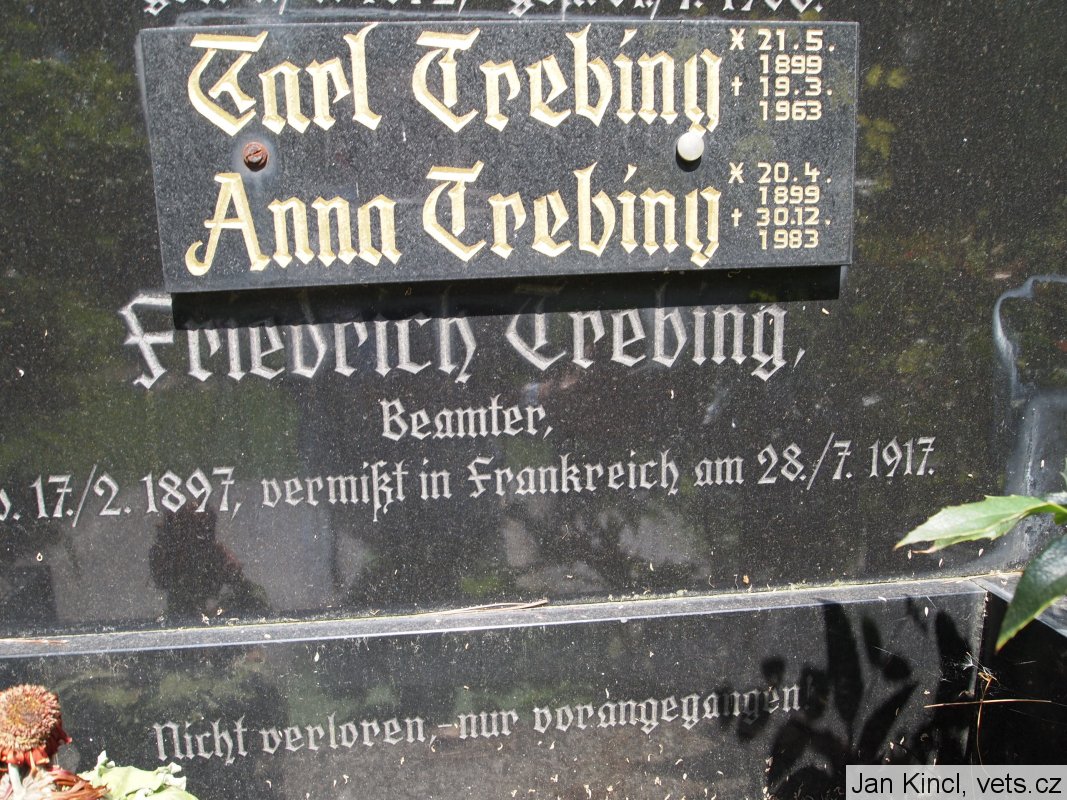 Carl Trebing * 21.5. 1899 † 19.3. 1963
Anna Trebing * 20.4. 1899 † 30.12. 1983
Friedrich Trebing,
Beamter,
17./2. 1897, vermißt in Frankreich am 28./7. 1917.
Nicht verloren, – nur vorangegangen!
Jan Kincl, vets.cz